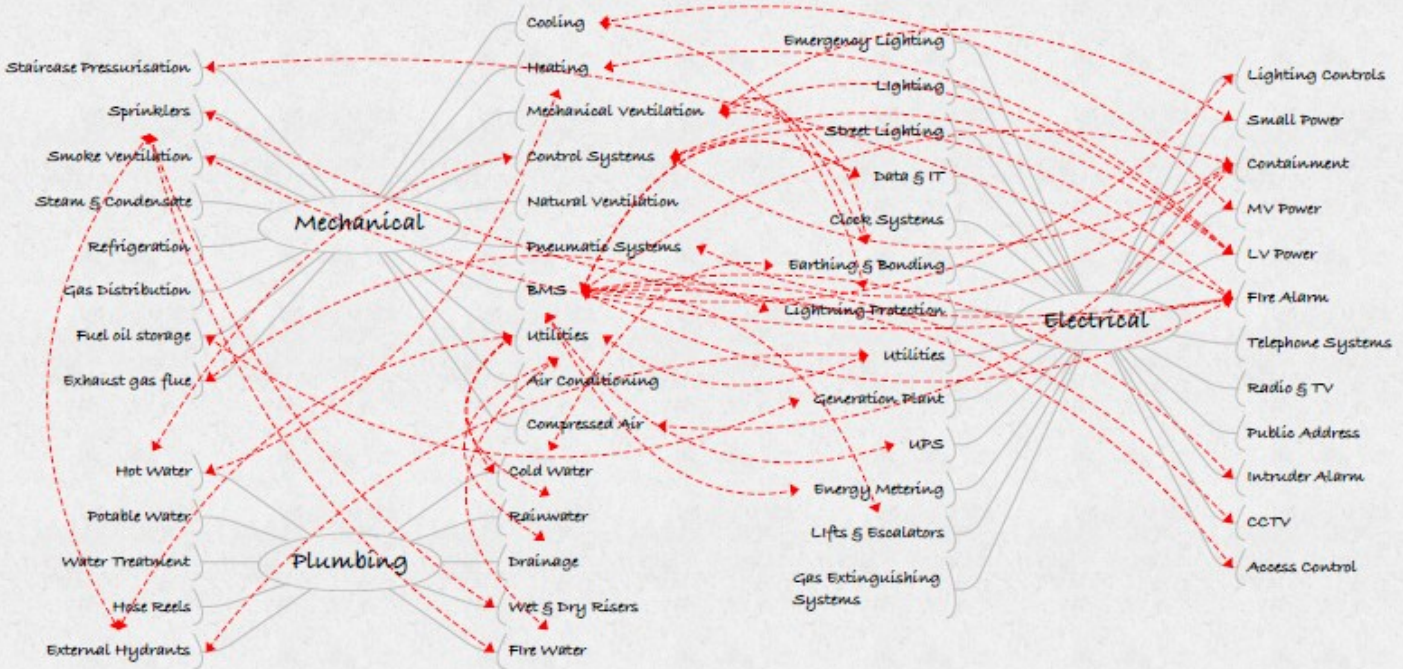 Staircase Pressurisation
Sprinklers
Smoke Ventilation
Steam & Condensate
Refrigeration
Gas Distribution
Fuel oil storage
Exhaust gas flue
Mechanical
Cooling
Heating
Mechanical Ventilation
Control Systems
Natural Ventilation
Pneumatic Systems
BMS
Utilities
Air Conditioning
Compressed Air
Hot Water
Potable Water
Water Treatment
Hose Reels
External Hydrants
Plumbing
Cold Water
Rainwater
Drainage
Wet & Dry Risers
Fire Water
Emergency Lighting
Lighting
Street Lighting
Data & IT
Clock Systems
Earthing & Bonding
Lightning Protection
Utilities
Generation Plant
UPS
Energy Metering
Lifts & Escalators
Gas Extinguishing
Systems
Electrical
Lighting Controls
Small Power
Containment
MV Power
LV Power
Fire Alarm
Telephone Systems
Radio & TV
Public Address
Intruder Alarm
CCTV
Access Control